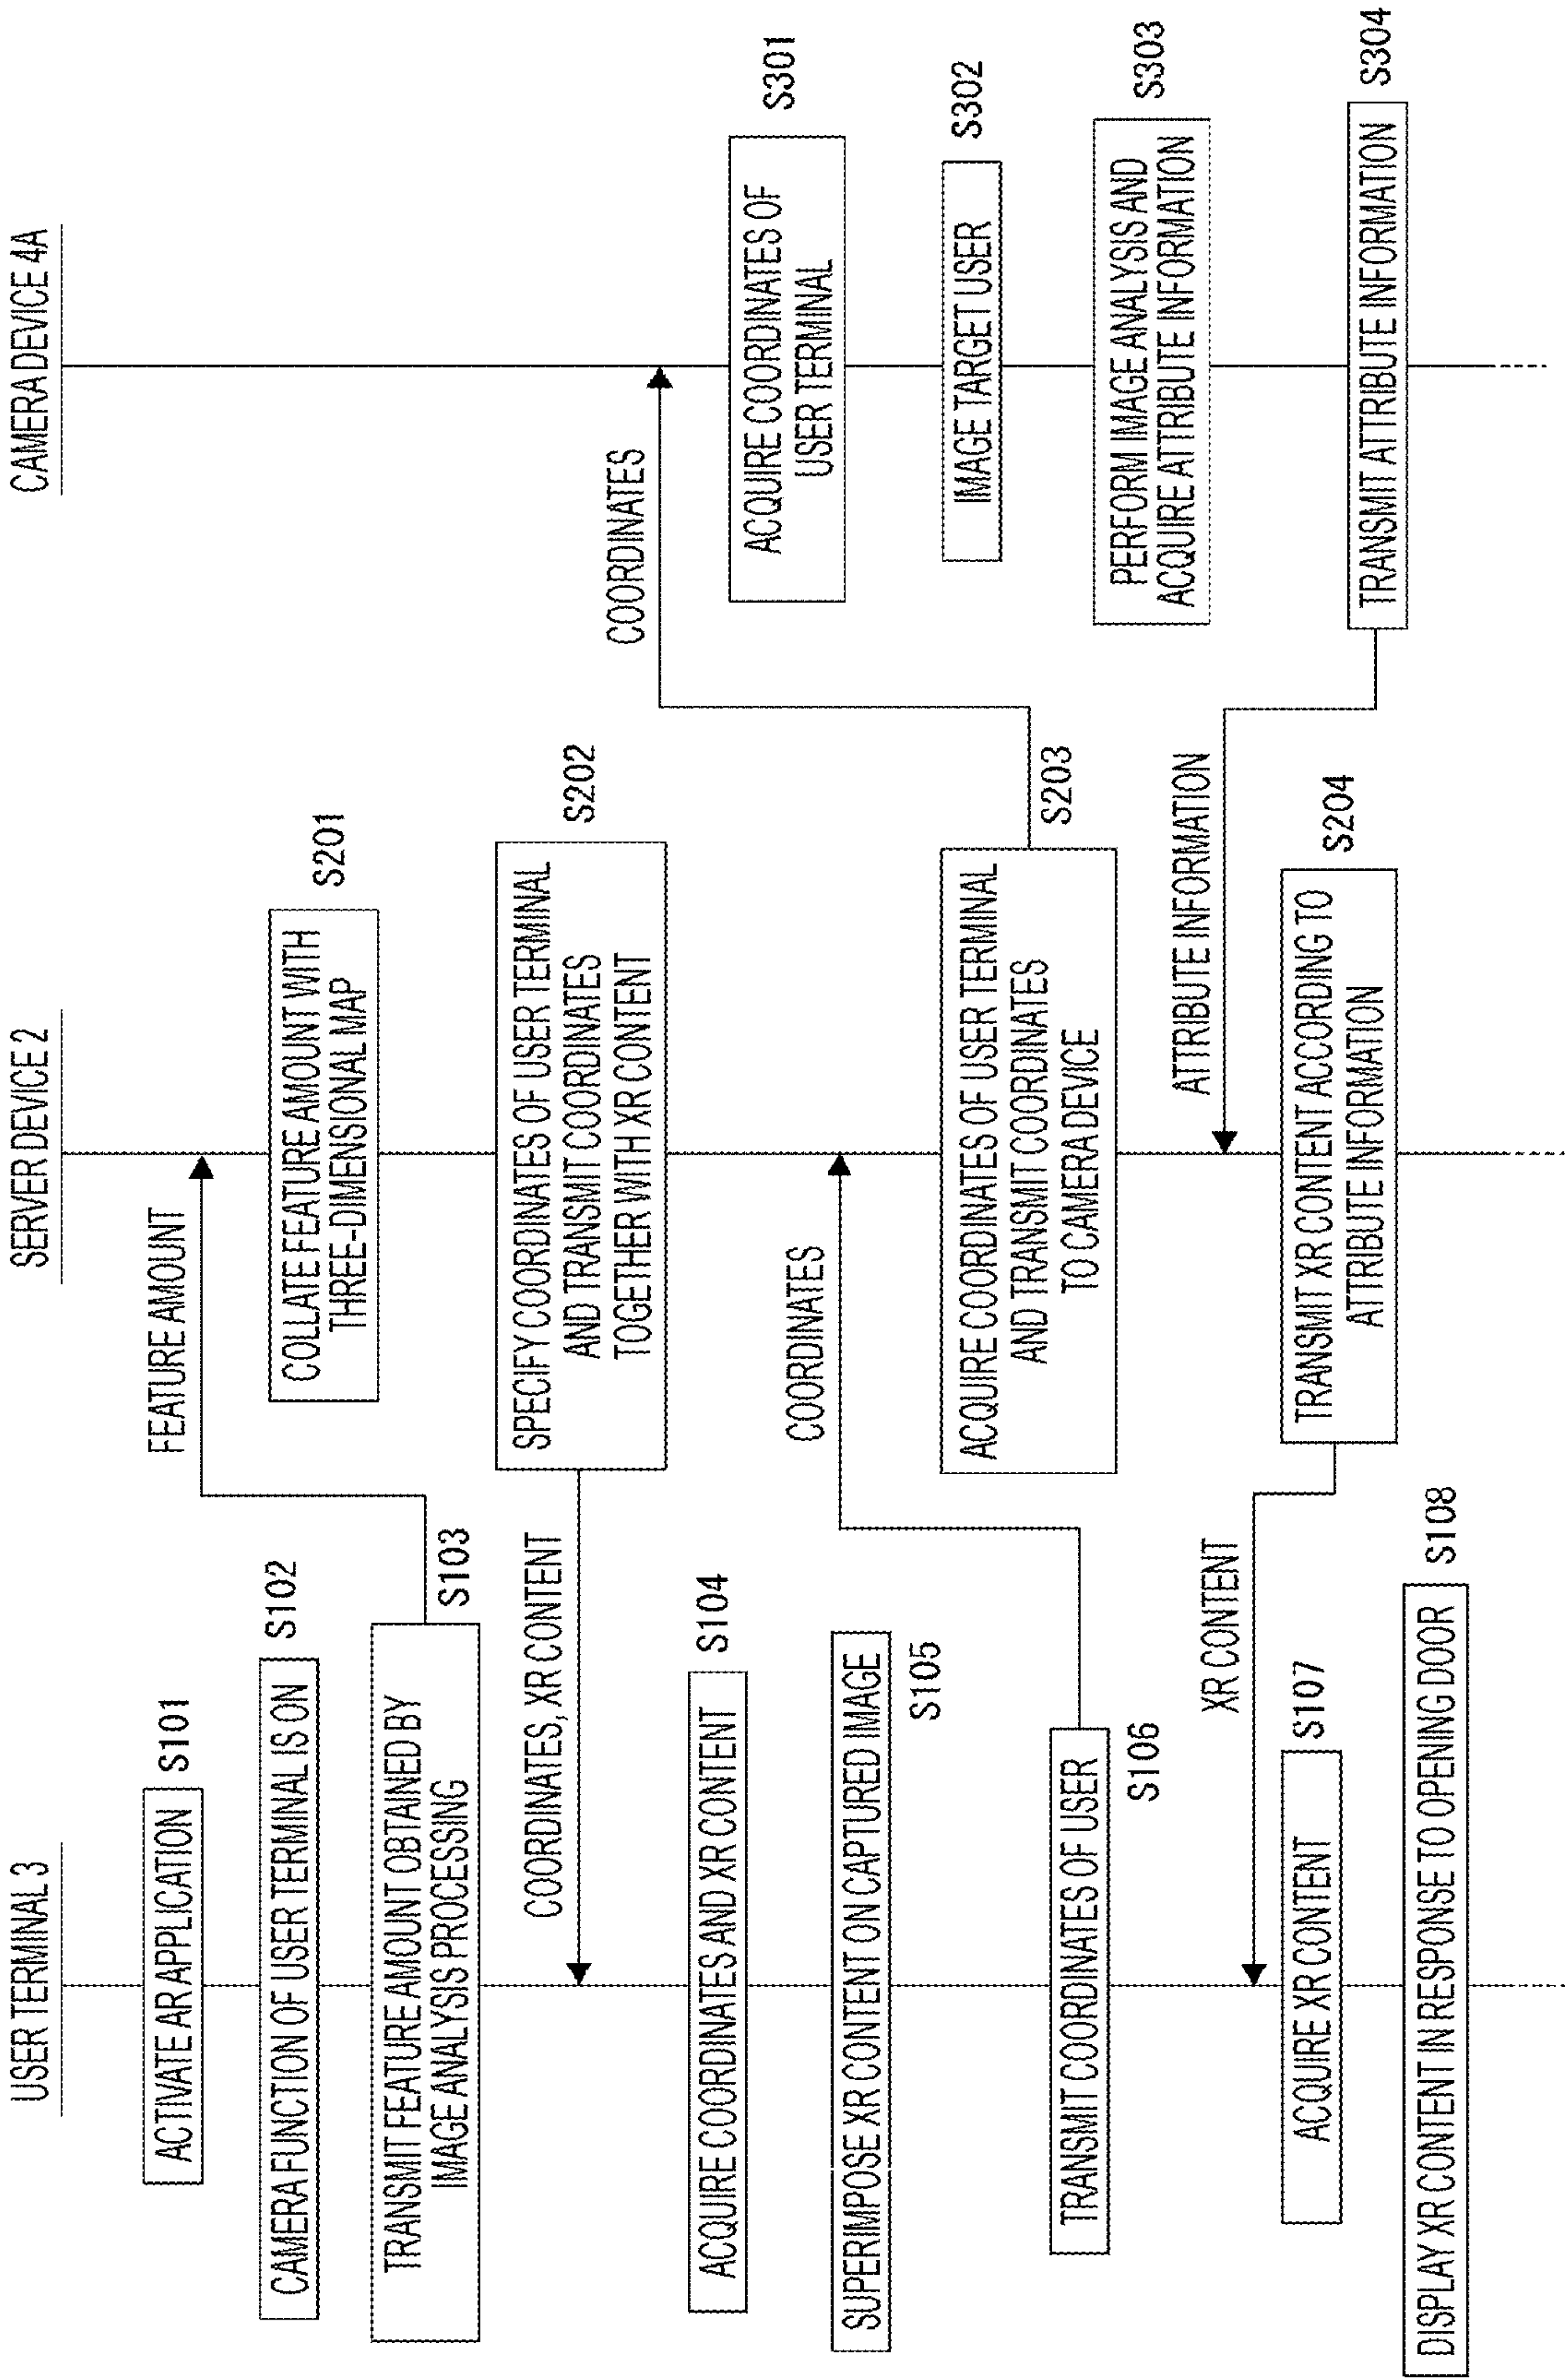 USER TERMINAL 3
SERVER DEVICE 2
CAMERA DEVICE 4A
ACTIVATE AR APPLICATION
S101
CAMERA FUNCTION OF USER TERMINAL IS ON
S102
TRANSMIT FEATURE AMOUNT OBTAINED BY
IMAGE ANALYSIS PROCESSING
S103
FEATURE AMOUNT
COLLATE FEATURE AMOUNT WITH
THREE-DIMENSIONAL MAP
S201
SPECIFY COORDINATES OF USER TERMINAL
AND TRANSMIT COORDINATES
TOGETHER WITH XR CONTENT
S202
COORDINATES, XR CONTENT
ACQUIRE COORDINATES AND XR CONTENT
S104
SUPERIMPOSE XR CONTENT ON CAPTURED IMAGE
S105
TRANSMIT COORDINATES OF USER
S106
COORDINATES
ACQUIRE COORDINATES OF USER TERMINAL
AND TRANSMIT COORDINATES
TO CAMERA DEVICE
S203
COORDINATES
ACQUIRE COORDINATES OF
USER TERMINAL
S301
IMAGE TARGET USER
S302
PERFORM IMAGE ANALYSIS AND
ACQUIRE ATTRIBUTE INFORMATION
S303
TRANSMIT ATTRIBUTE INFORMATION
S304
ATTRIBUTE INFORMATION
TRANSMIT XR CONTENT ACCORDING TO
ATTRIBUTE INFORMATION
S204
XR CONTENT
ACQUIRE XR CONTENT
S107
DISPLAY XR CONTENT IN RESPONSE TO OPENING DOOR
S108